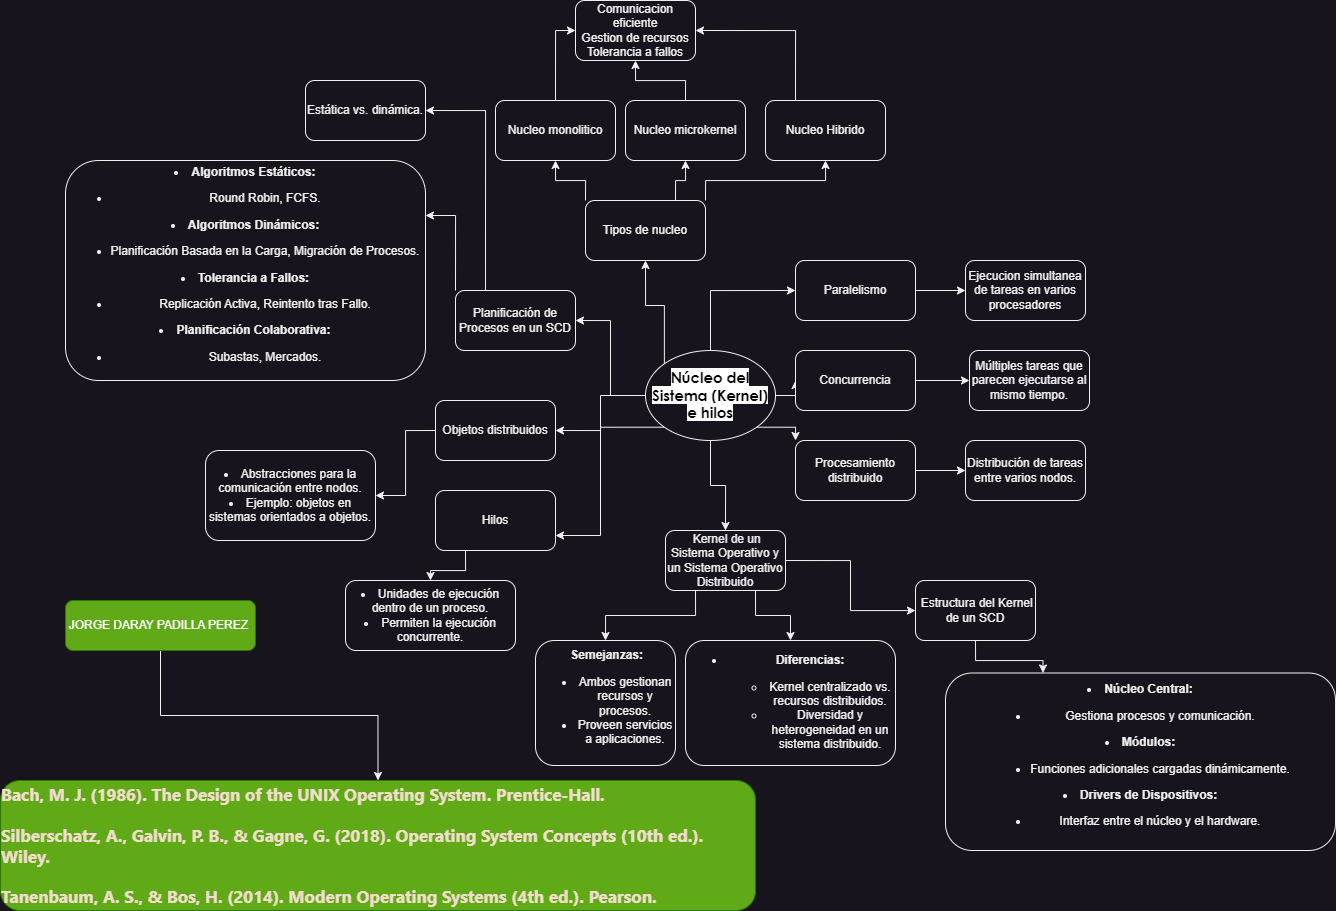 Comunicacion
eficiente
Gestion de recursos
Tolerancia a fallos
Estática vs. dinámica.
Nucleo monolitico
Nucleo microkernel
Nucleo Hibrido
• Algoritmos Estáticos:
• Round Robin, FCFS.
• Algoritmos Dinámicos:
• Planificación Basada en la Carga, Migración de Procesos.
• Tolerancia a Fallos:
• Replicación Activa, Reintento tras Fallo.
• Planificación Colaborativa:
• Subastas, Mercados.
Tipos de nucleo
Planificación de
Procesos en un SCD
Paralelismo
Ejecucion simultanea
de tareas en varios
procesadores
Núcleo del
Sistema (Kernel)
e hilos
Concurrencia
Múltiples tareas que
parecen ejecutarse al
mismo tiempo.
Objetos distribuidos
• Abstracciones para la
comunicación entre nodos.
• Ejemplo: objetos en
sistemas orientados a objetos.
Procesamiento
distribuido
Distribución de tareas
entre varios nodos.
Hilos
• Unidades de ejecución
dentro de un proceso.
• Permiten la ejecución
concurrente.
Kernel de un
Sistema Operativo y
un Sistema Operativo
Distribuido
Estructura del Kernel
de un SCD
JORGE DARAY PADILLA PEREZ
Semejanzas:
• Ambos gestionan
recursos y
procesos.
• Proveen servicios
a aplicaciones.
• Diferencias:
◦ Kernel centralizado vs.
recursos distribuidos.
◦ Diversidad y
heterogeneidad en un
sistema distribuido.
• Núcleo Central:
• Gestiona procesos y comunicación.
• Módulos:
• Funciones adicionales cargadas dinámicamente.
• Drivers de Dispositivos:
• Interfaz entre el núcleo y el hardware.
Bach, M. J. (1986). The Design of the UNIX Operating System. Prentice-Hall.
Silberschatz, A., Galvin, P. B., & Gagne, G. (2018). Operating System Concepts (10th ed.).
Wiley.
Tanenbaum, A. S., & Bos, H. (2014). Modern Operating Systems (4th ed.). Pearson.